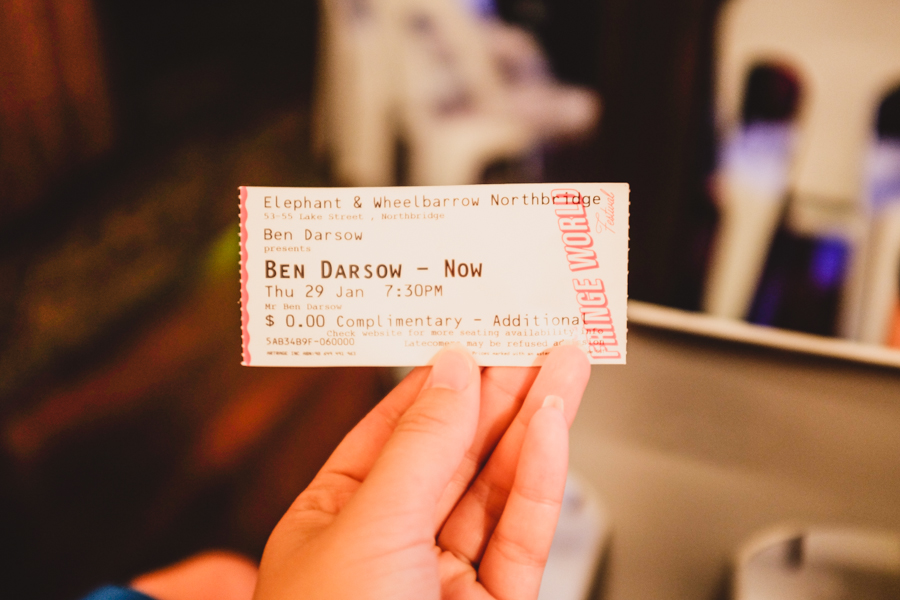 Elephant & Wheelbarrow Northbridge
53-55 Lake Street , Northbridge
Ben Darsow
presents
BEN DARSOW - NOW
Thu 29 Jan 7:30PM
Mr Ben Darsow
$ 0.00 Complimentary - Additional
Check website for more seating availability info
5AB34B9F-060000 Latecomers may be refused
FRINGE WORLD
Festival